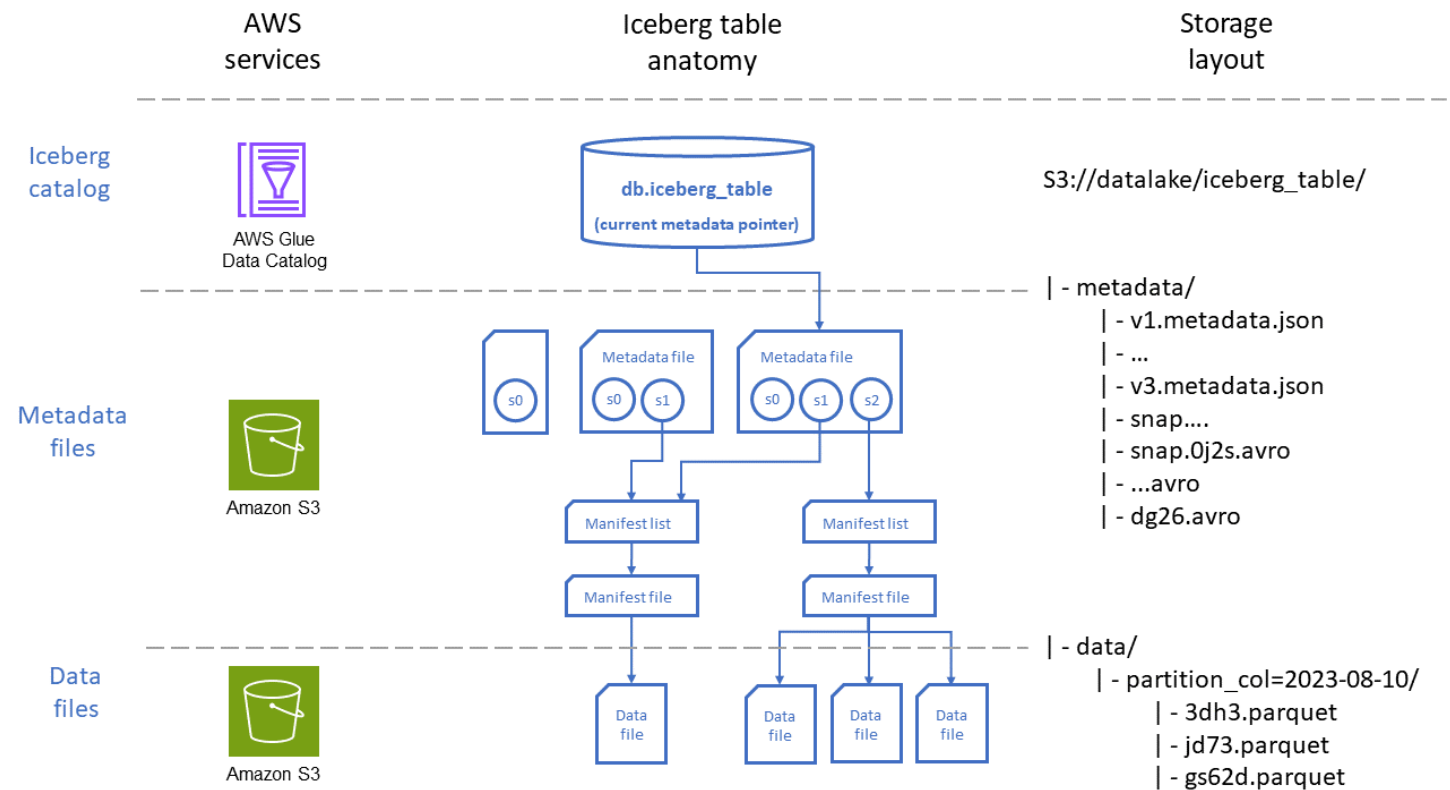 AWS
services
Iceberg table
anatomy
Storage
layout
Iceberg
catalog
AWS Glue
Data Catalog
db.iceberg_table
(current metadata pointer)
S3://datalake/iceberg_table/
Metadata
files
Amazon S3
s0
Metadata file
s0
s1
Metadata file
s0
s1
s2
Manifest list
Manifest list
Manifest file
Manifest file
| - metadata/
| - v1.metadata.json
| - ...
| - v3.metadata.json
| - snap....
| - snap.0j2s.avro
| - ...avro
| - dg26.avro
Data
files
Amazon S3
Data
file
Data
file
Data
file
Data
file
| - data/
| - partition_col=2023-08-10/
| - 3dh3.parquet
| - jd73.parquet
| - gs62d.parquet